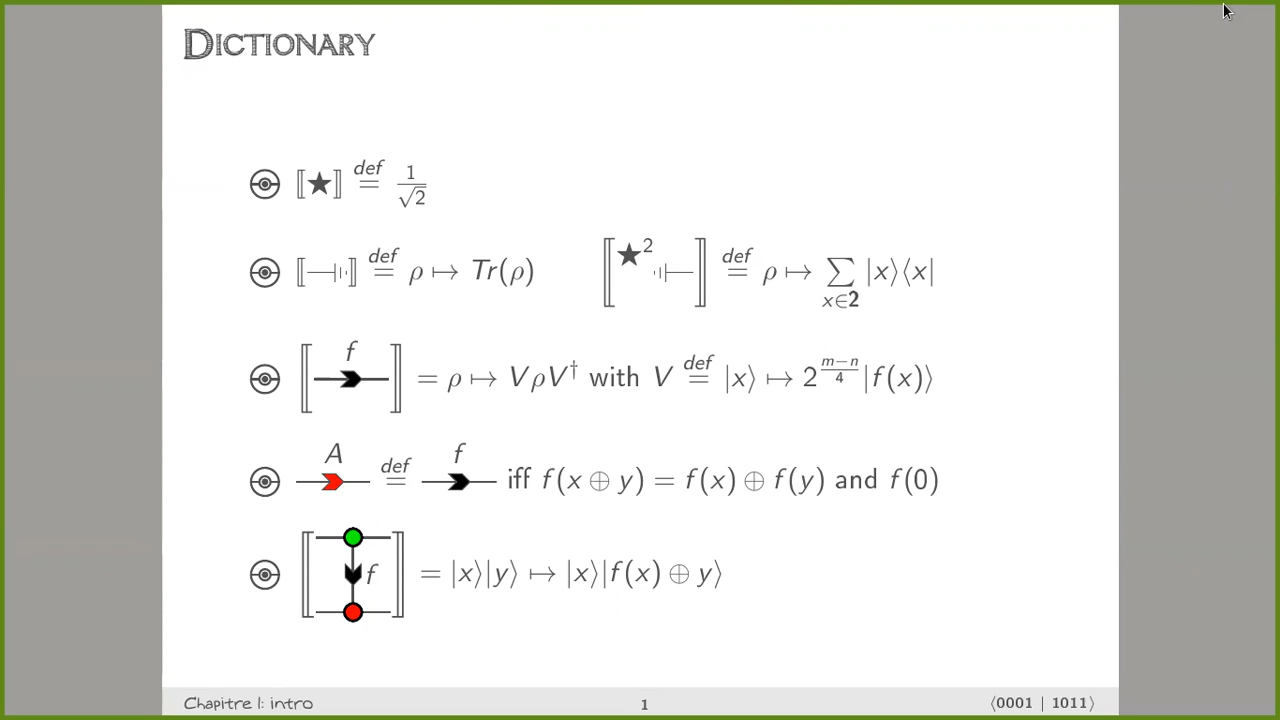 DICTIONARY
⟦★⟧ def= 1/√2
⟦⟧ def= ρ ↦ Tr(ρ) ⟦★²⟧ def= ρ ↦ ∑_{x∈2} |x⟩⟨x|
⟦f⟧ = ρ ↦ VρV† with V def= |x⟩ ↦ 2^{(m−n)/4}|f(x)⟩
A def= f iff f(x ⊕ y) = f(x) ⊕ f(y) and f(0)
⟦f⟧ = |x⟩|y⟩ ↦ |x⟩|f(x) ⊕ y⟩
Chapitre I: intro 1 ⟨0001 | 1011⟩